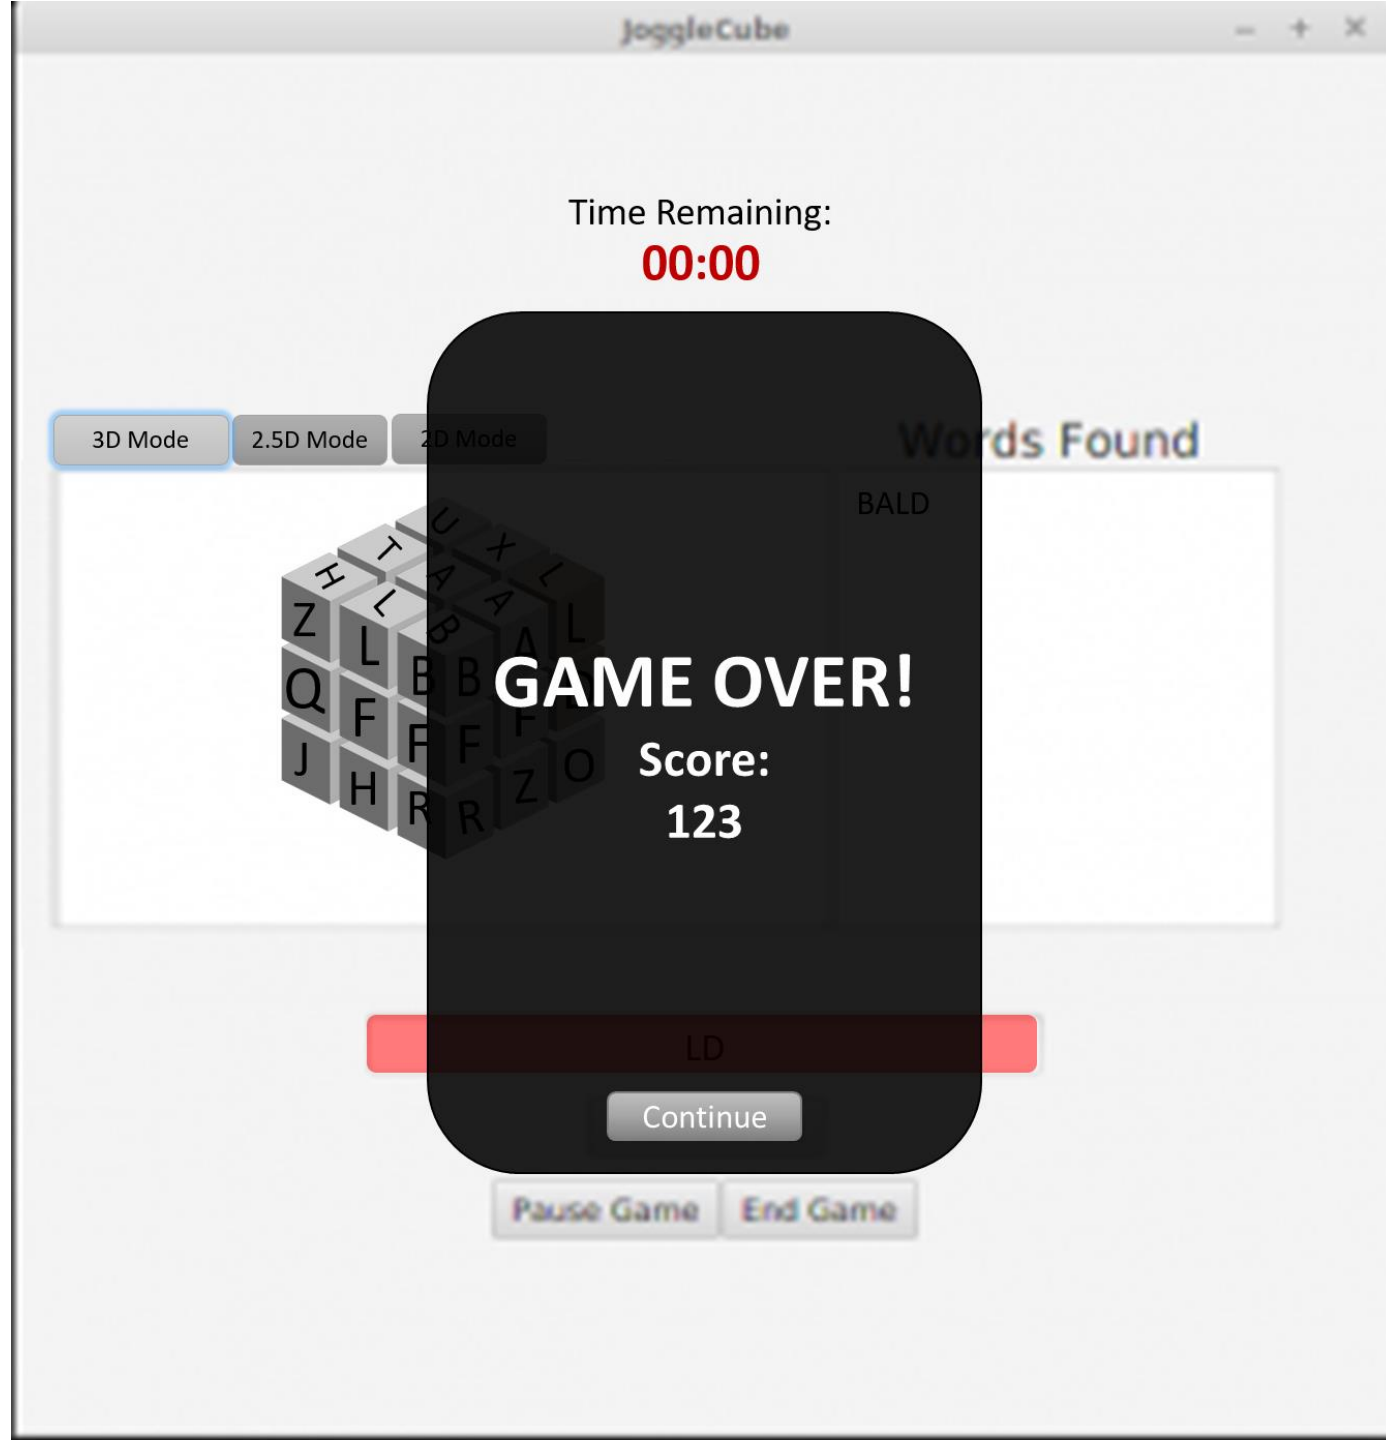 JoggleCube
Time Remaining:
00:00
3D Mode 2.5D Mode 2D Mode
Words Found
BALD
U
T X
H A L
L A
B
Z L B B A L
Q F F F F
J H R R Z O
GAME OVER!
Score:
123
LD
Continue
Pause Game End Game